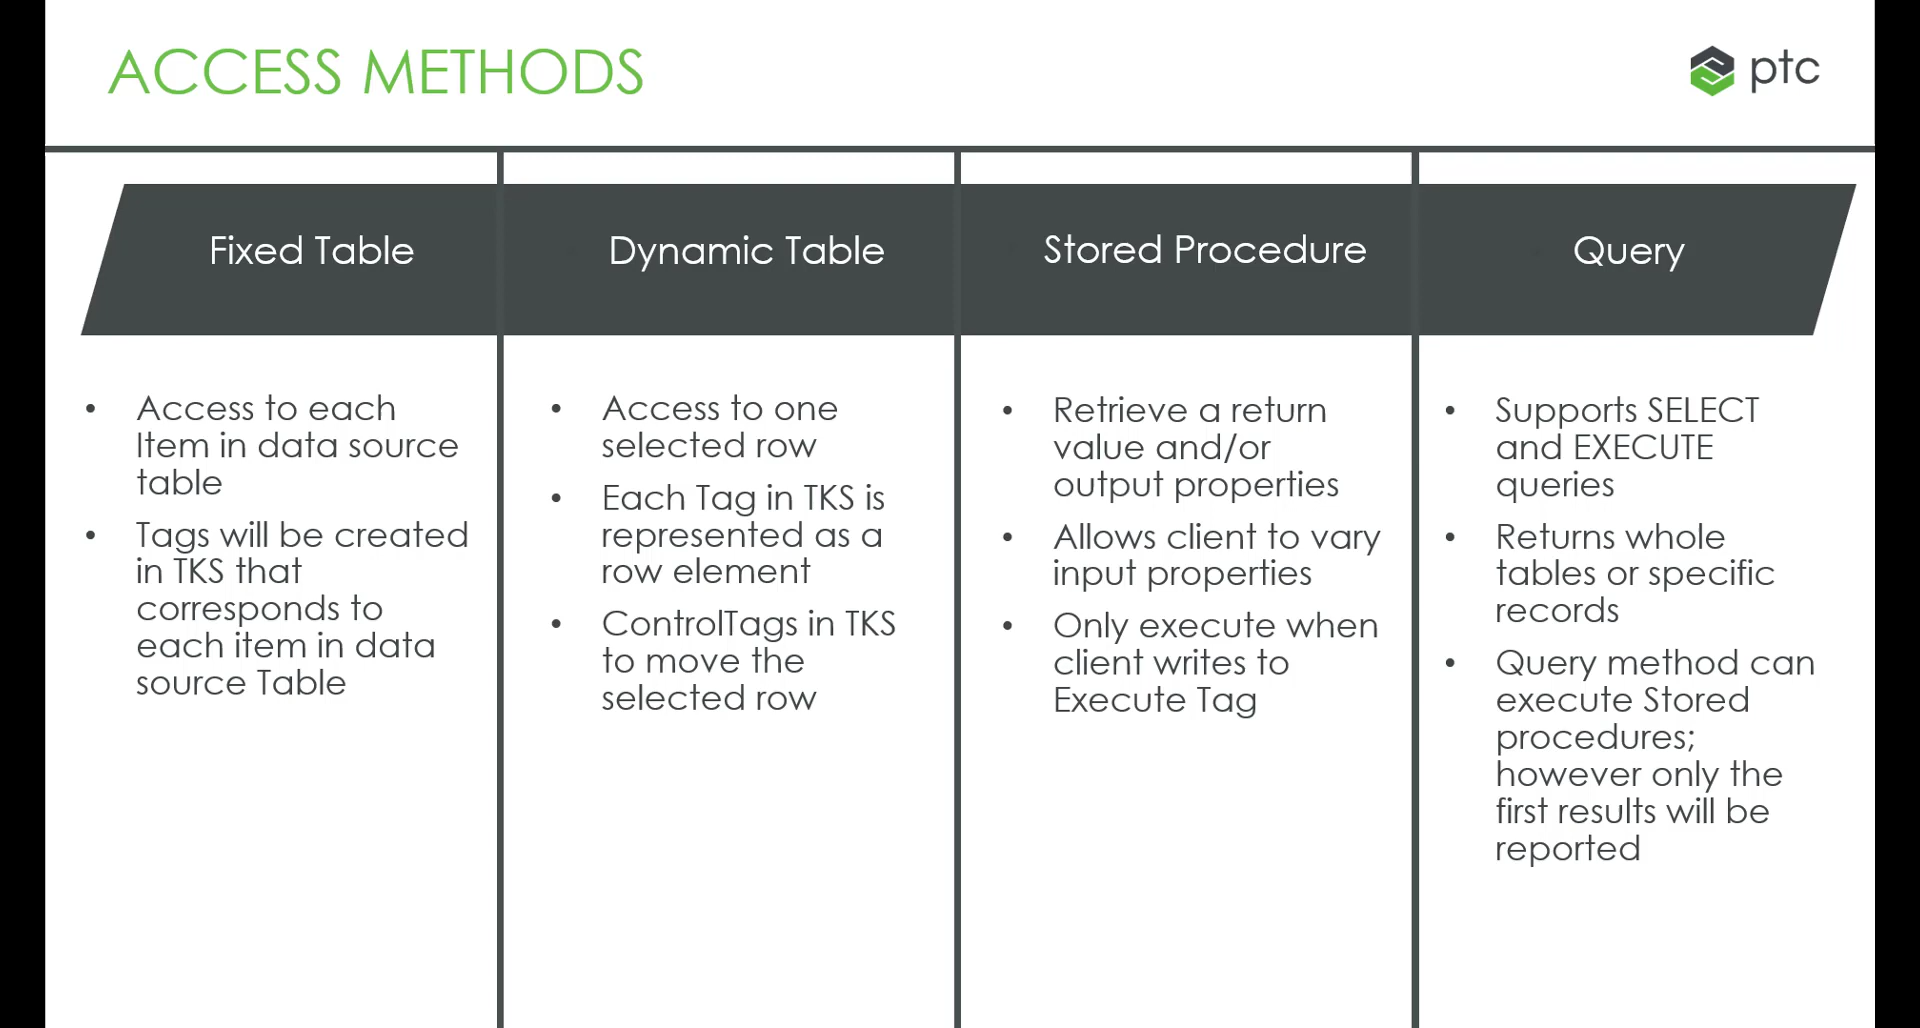 ACCESS METHODS
ptc
Fixed Table
Dynamic Table
Stored Procedure
Query
• Access to each
Item in data source
table
• Tags will be created
in TKS that
corresponds to
each item in data
source Table
• Access to one
selected row
• Each Tag in TKS is
represented as a
row element
• ControlTags in TKS
to move the
selected row
• Retrieve a return
value and/or
output properties
• Allows client to vary
input properties
• Only execute when
client writes to
Execute Tag
• Supports SELECT
and EXECUTE
queries
• Returns whole
tables or specific
records
• Query method can
execute Stored
procedures;
however only the
first results will be
reported